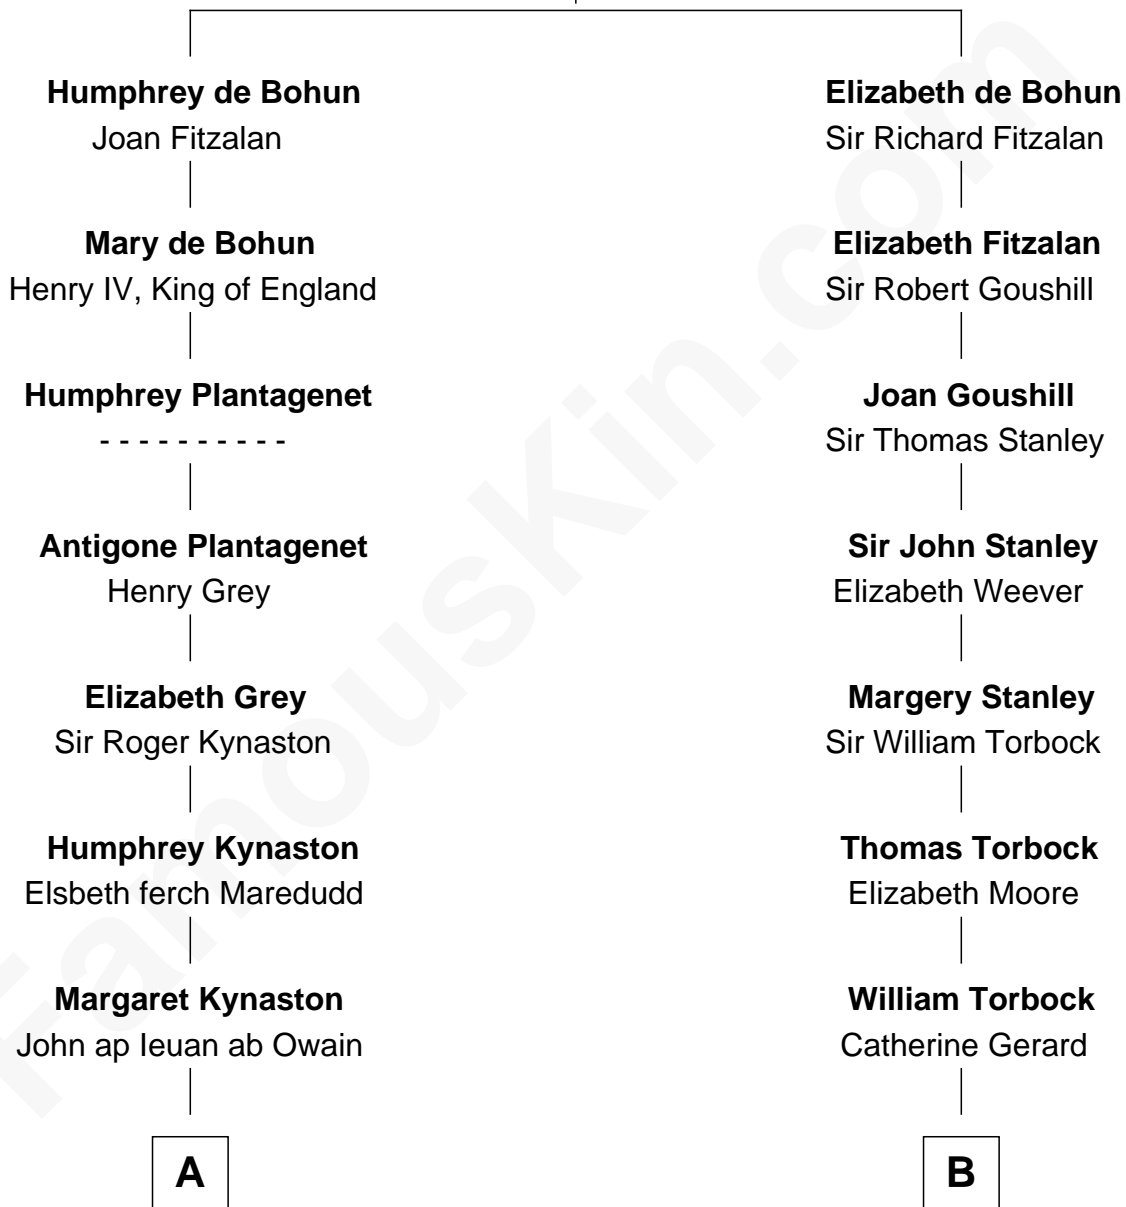 Humphrey de Bohun
Joan Fitzalan
Mary de Bohun
Henry IV, King of England
Humphrey Plantagenet
- - - - - - - - - -
Antigone Plantagenet
Henry Grey
Elizabeth Grey
Sir Roger Kynaston
Humphrey Kynaston
Elsbeth ferch Maredudd
Margaret Kynaston
John ap Ieuan ab Owain
A
Elizabeth de Bohun
Sir Richard Fitzalan
Elizabeth Fitzalan
Sir Robert Goushill
Joan Goushill
Sir Thomas Stanley
Sir John Stanley
Elizabeth Weever
Margery Stanley
Sir William Torbock
Thomas Torbock
Elizabeth Moore
William Torbock
Catherine Gerard
B
FamousKin.com